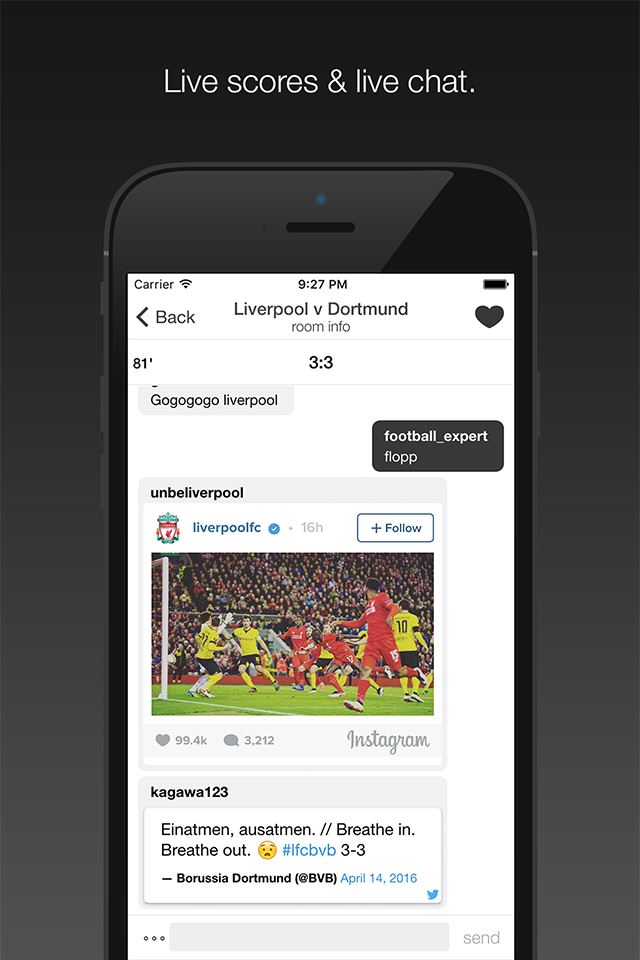 Live scores & live chat.
Carrier 9:27 PM
Back Liverpool v Dortmund
room info
81' 3:3
Gogogogo liverpool
football_expert
flopp
unbeliverpool
liverpoolfc • 16h + Follow
10
15
99.4k 3,212 Instagram
kagawa123
Einatmen, ausatmen. // Breathe in.
Breathe out. 😧 #lfcbvb 3-3
— Borussia Dortmund (@BVB) April 14, 2016
send